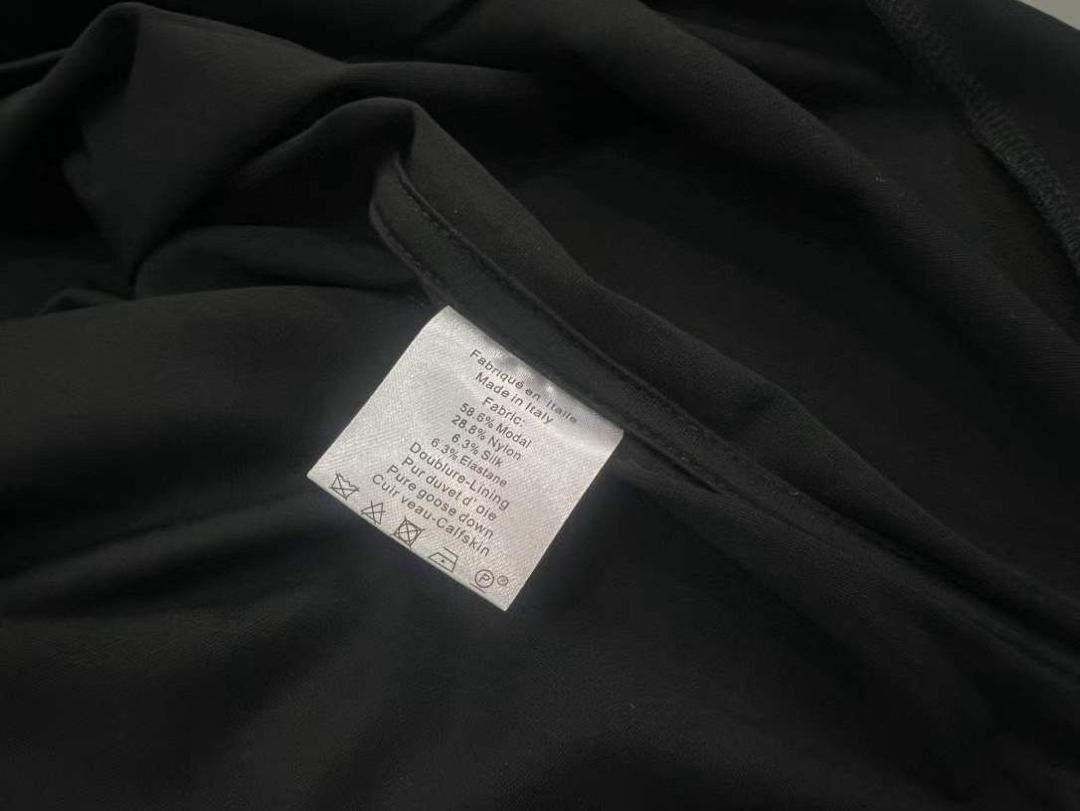 Fabriqué en Italie
Made in Italy
Fabric:
58.6% Modal
28.8% Nylon
6.3% Silk
6.3% Elastane
Doublure-Lining
Pur duvet d'oie
Pure goose down
Cuir veau-Calfskin
P